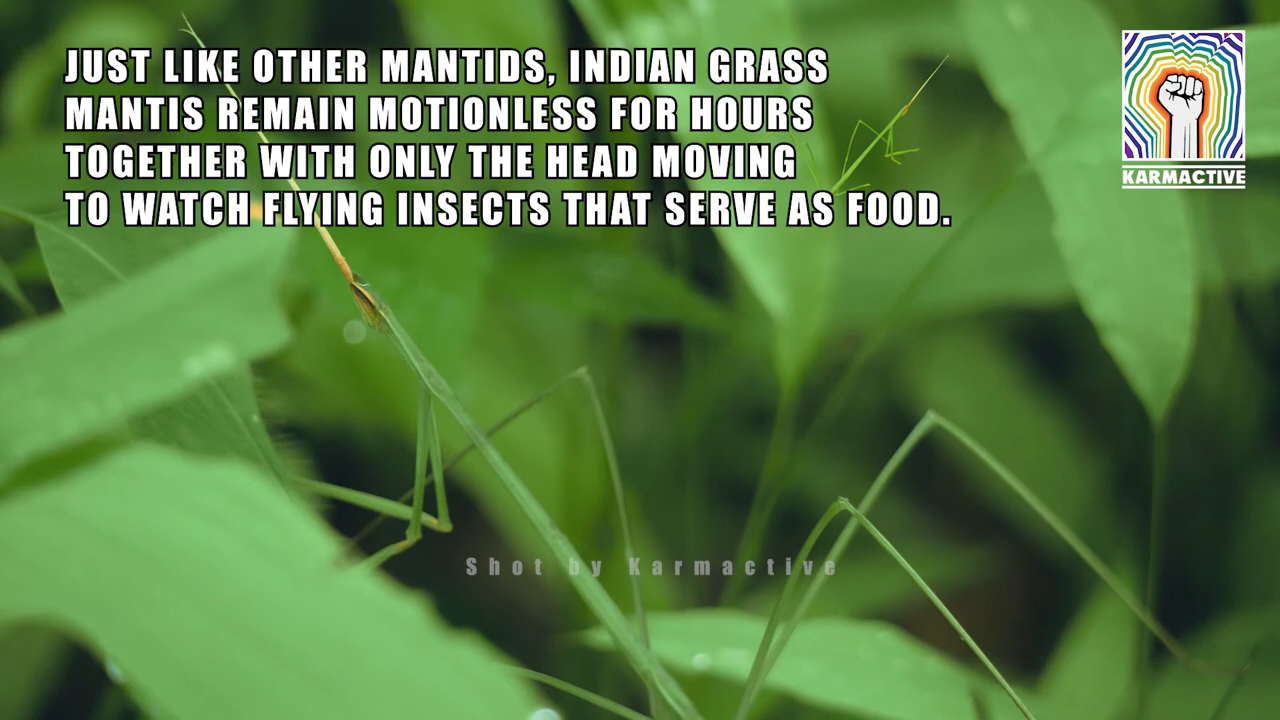 JUST LIKE OTHER MANTIDS, INDIAN GRASS
MANTIS REMAIN MOTIONLESS FOR HOURS
TOGETHER WITH ONLY THE HEAD MOVING
TO WATCH FLYING INSECTS THAT SERVE AS FOOD.
KARMACTIVE
Shot by Karmactive